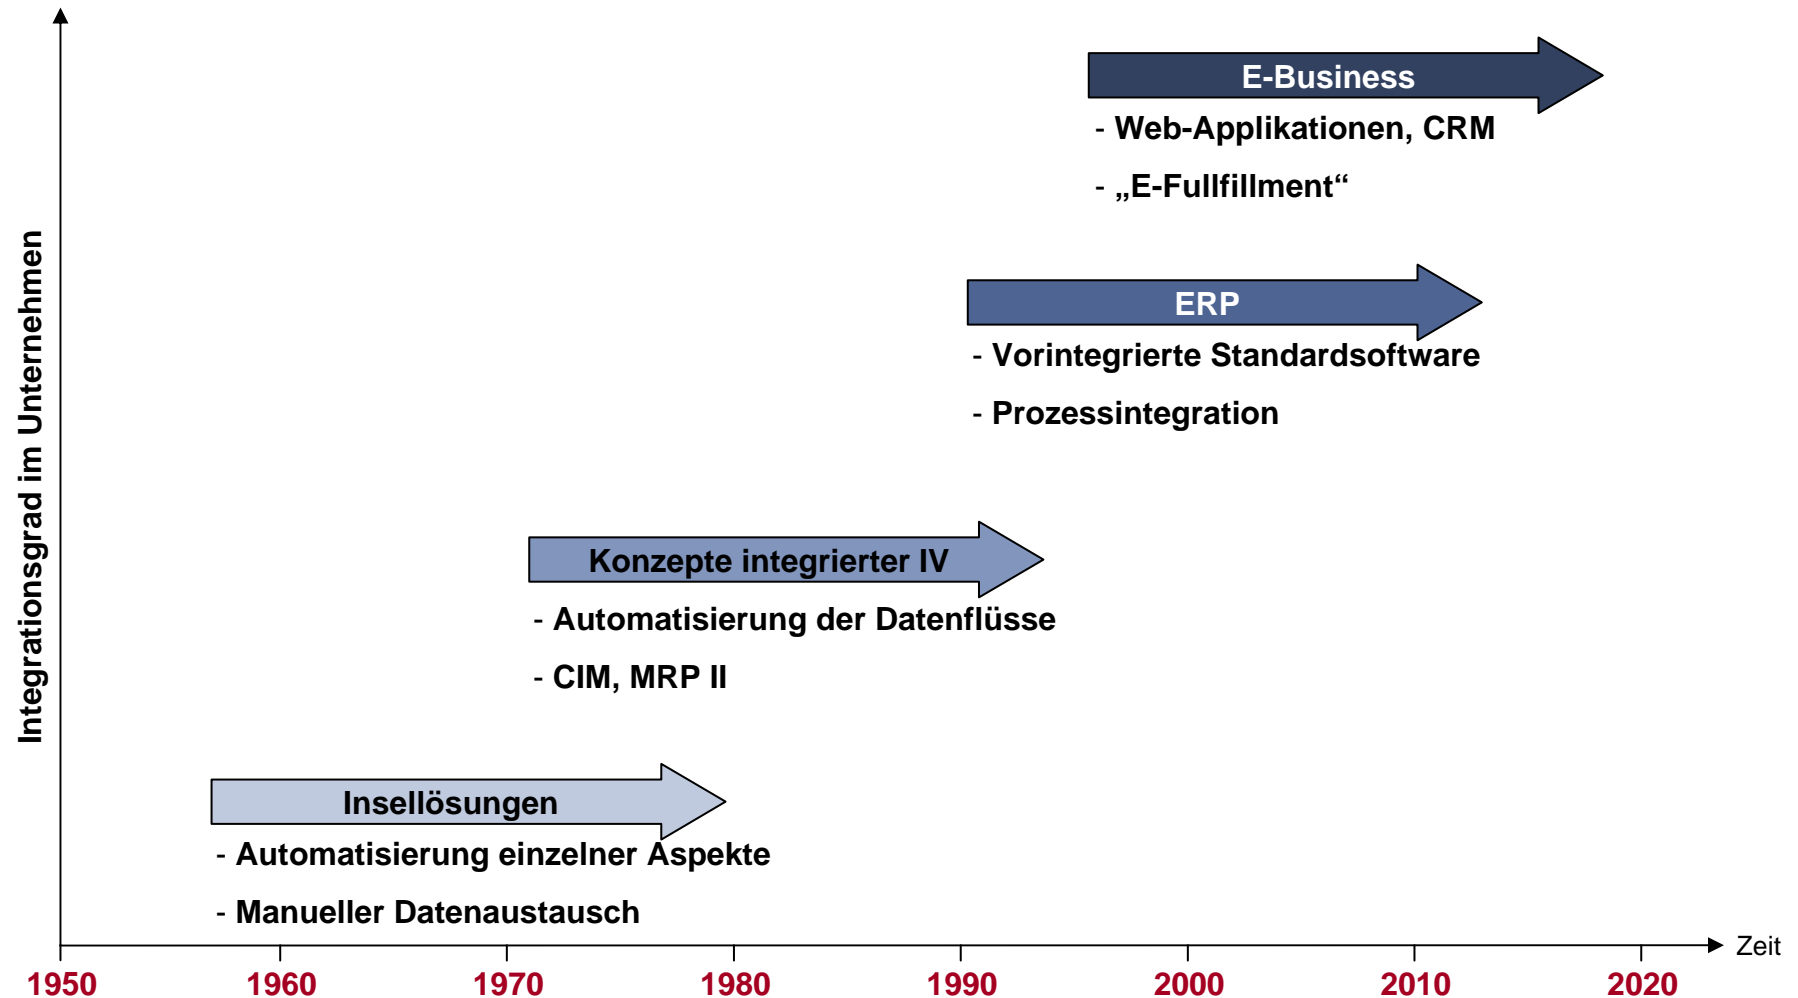 E-Business
- Web-Applikationen, CRM
- „E-Fullfillment“
ERP
- Vorintegrierte Standardsoftware
- Prozessintegration
Konzepte integrierter IV
- Automatisierung der Datenflüsse
- CIM, MRP II
Insellösungen
- Automatisierung einzelner Aspekte
- Manueller Datenaustausch
Integrationsgrad im Unternehmen
Zeit
1950 1960 1970 1980 1990 2000 2010 2020